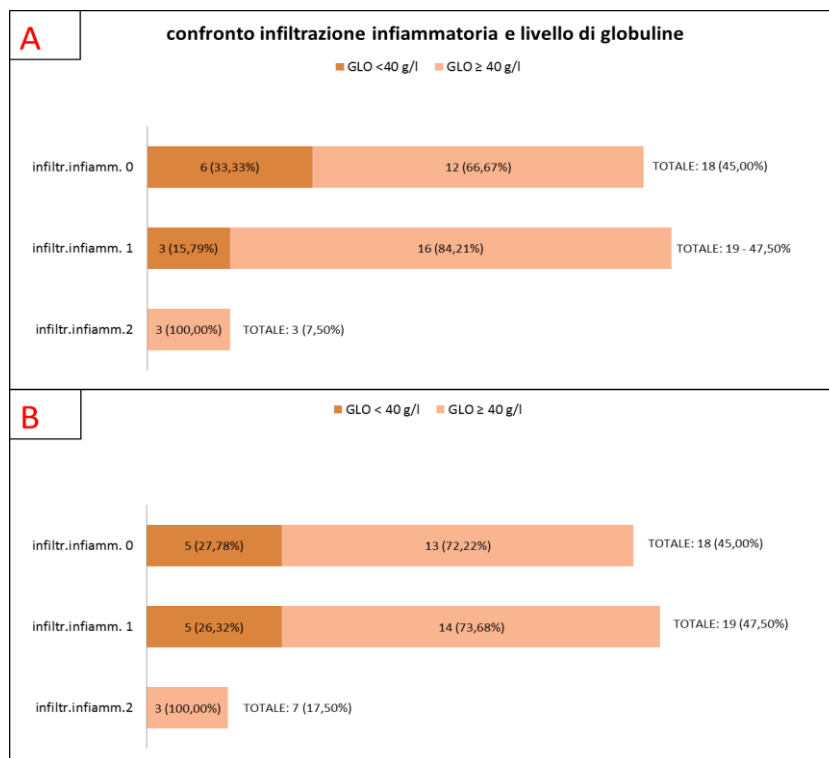 A
confronto infiltrazione infiammatoria e livello di globuline
GLO <40 g/l GLO ≥ 40 g/l
infiltr.infiamm. 0 6 (33,33%) 12 (66,67%) TOTALE: 18 (45,00%)
infiltr.infiamm. 1 3 (15,79%) 16 (84,21%) TOTALE: 19 - 47,50%
infiltr.infiamm.2 3 (100,00%) TOTALE: 3 (7,50%)
B
GLO < 40 g/l GLO ≥ 40 g/l
infiltr.infiamm. 0 5 (27,78%) 13 (72,22%) TOTALE: 18 (45,00%)
infiltr.infiamm. 1 5 (26,32%) 14 (73,68%) TOTALE: 19 (47,50%)
infiltr.infiamm.2 3 (100,00%) TOTALE: 7 (17,50%)